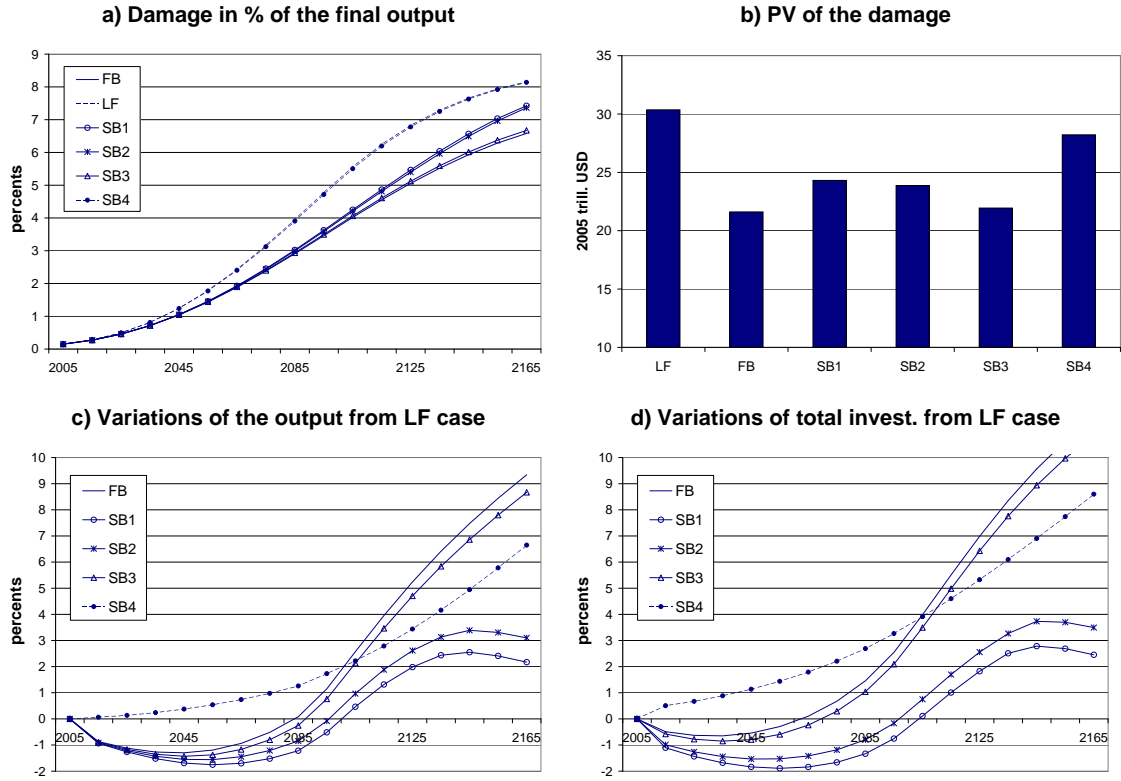 a) Damage in % of the final output
b) PV of the damage
9
8
7
6
5
4
3
2
1
0
percents
FB
LF
SB1
SB2
SB3
SB4
2005 2045 2085 2125 2165
35
30
25
20
15
10
2005 trill. USD
LF FB SB1 SB2 SB3 SB4
c) Variations of the output from LF case
d) Variations of total invest. from LF case
10
9
8
7
6
5
4
3
2
1
0
-1
-2
percents
FB
SB1
SB2
SB3
SB4
2005 2045 2085 2125 2165
10
9
8
7
6
5
4
3
2
1
0
-1
-2
percents
FB
SB1
SB2
SB3
SB4
2005 2045 2085 2125 2165